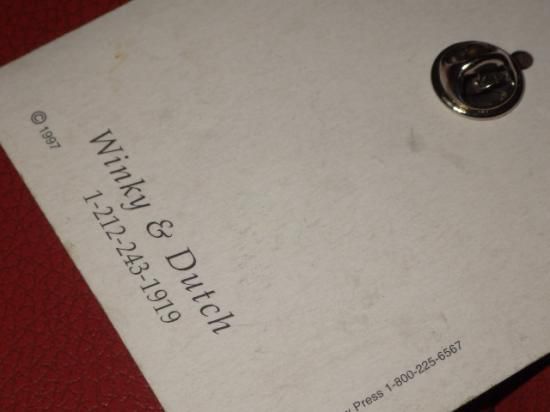 © 1997
Winky & Dutch
1-212-243-1919
Press 1-800-225-6567